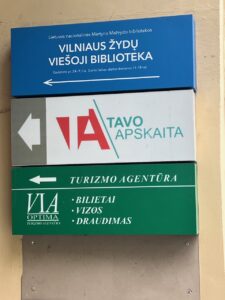 Lietuvos nacionalinės Martyno Mažvydo bibliotekos
VILNIAUS ŽYDŲ
VIEŠOJI BIBLIOTEKA
TAVO
APSKAITA
TURIZMO AGENTŪRA
VIA
OPTIMA
• BILIETAI
• VIZOS
• DRAUDIMAS